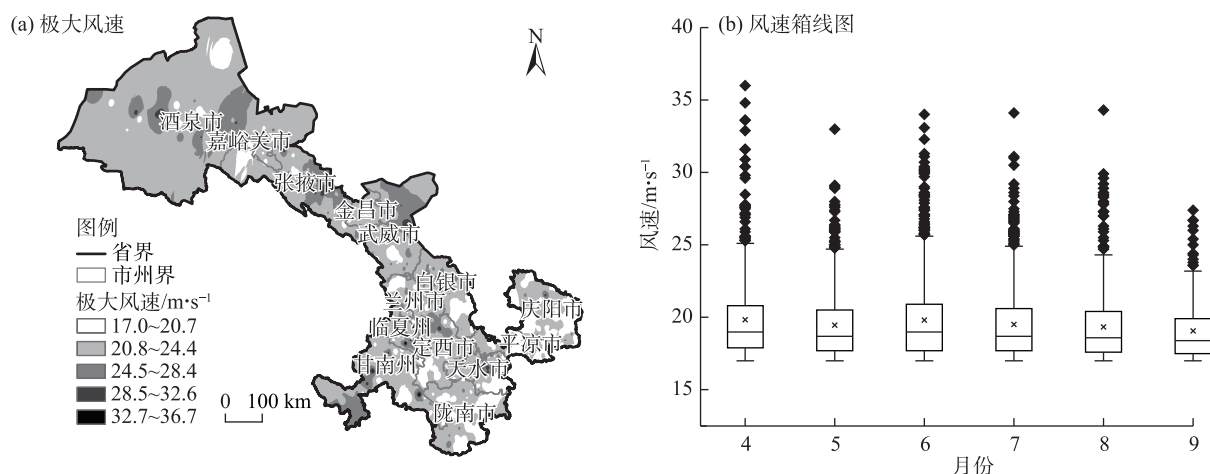 (a) 极大风速
N
酒泉市
嘉峪关市
张掖市
金昌市
武威市
白银市
兰州市
庆阳市
临夏州
定西市
平凉市
甘南州
天水市
陇南市
图例
省界
市州界
极大风速/m·s⁻¹
17.0~20.7
20.8~24.4
24.5~28.4
28.5~32.6
32.7~36.7
0 100 km
(b) 风速箱线图
风速/m·s⁻¹
40
35
30
25
20
15
4 5 6 7 8 9
月份